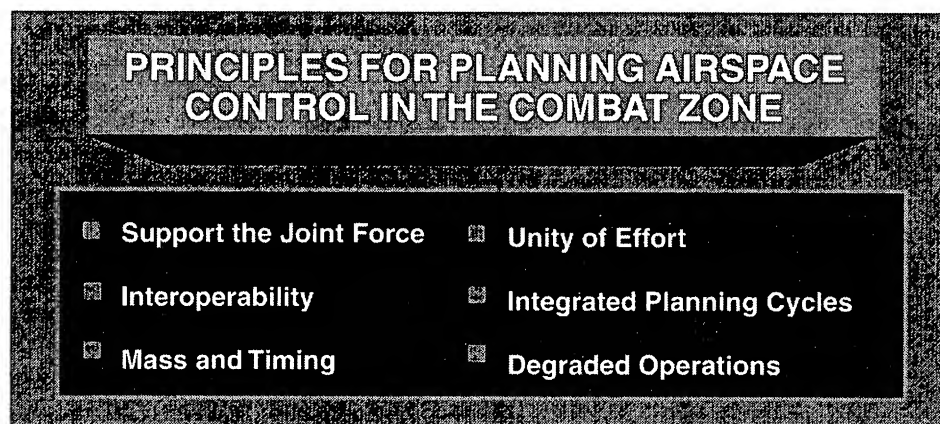 PRINCIPLES FOR PLANNING AIRSPACE
CONTROL IN THE COMBAT ZONE
Support the Joint Force
Interoperability
Mass and Timing
Unity of Effort
Integrated Planning Cycles
Degraded Operations